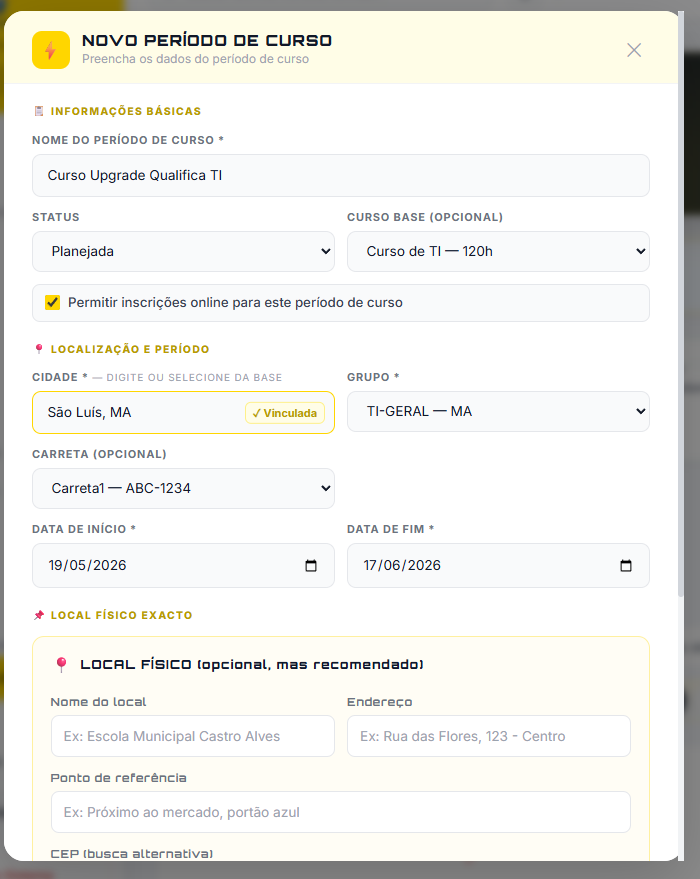 NOVO PERÍODO DE CURSO
Preencha os dados do período de curso
INFORMAÇÕES BÁSICAS
NOME DO PERÍODO DE CURSO *
Curso Upgrade Qualifica TI
STATUS
CURSO BASE (OPCIONAL)
Planejada
Curso de TI — 120h
Permitir inscrições online para este período de curso
LOCALIZAÇÃO E PERÍODO
CIDADE * — DIGITE OU SELECIONE DA BASE
GRUPO *
São Luís, MA
✓ Vinculada
TI-GERAL — MA
CARRETA (OPCIONAL)
Carreta1 — ABC-1234
DATA DE INÍCIO *
DATA DE FIM *
19/05/2026
17/06/2026
LOCAL FÍSICO EXACTO
LOCAL FÍSICO (opcional, mas recomendado)
Nome do local
Endereço
Ex: Escola Municipal Castro Alves
Ex: Rua das Flores, 123 - Centro
Ponto de referência
Ex: Próximo ao mercado, portão azul
CEP (busca alternativa)